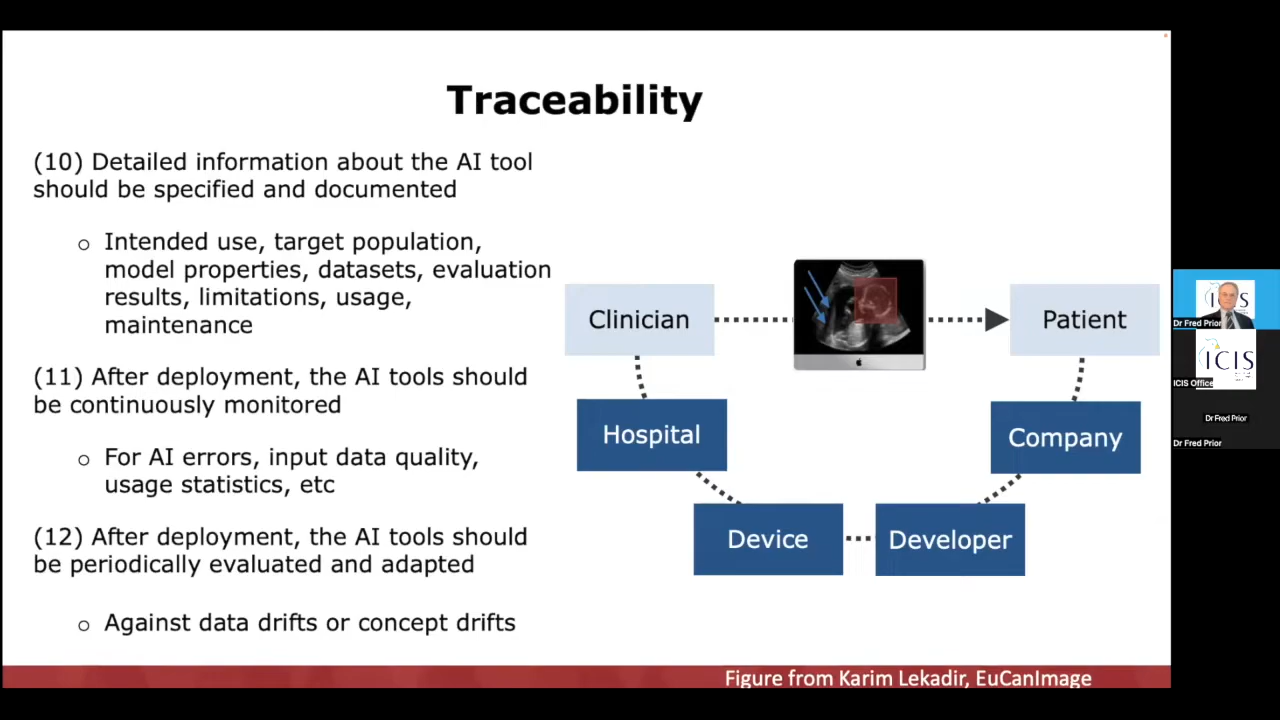 Traceability
(10) Detailed information about the AI tool
should be specified and documented
o Intended use, target population,
model properties, datasets, evaluation
results, limitations, usage,
maintenance
(11) After deployment, the AI tools should
be continuously monitored
o For AI errors, input data quality,
usage statistics, etc
(12) After deployment, the AI tools should
be periodically evaluated and adapted
o Against data drifts or concept drifts
Clinician
Patient
Hospital
Company
Device
Developer
Figure from Karim Lekadir, EuCanImage
Dr Fred Prior
ICIS
ICIS Office
Dr Fred Prior
Dr Fred Prior